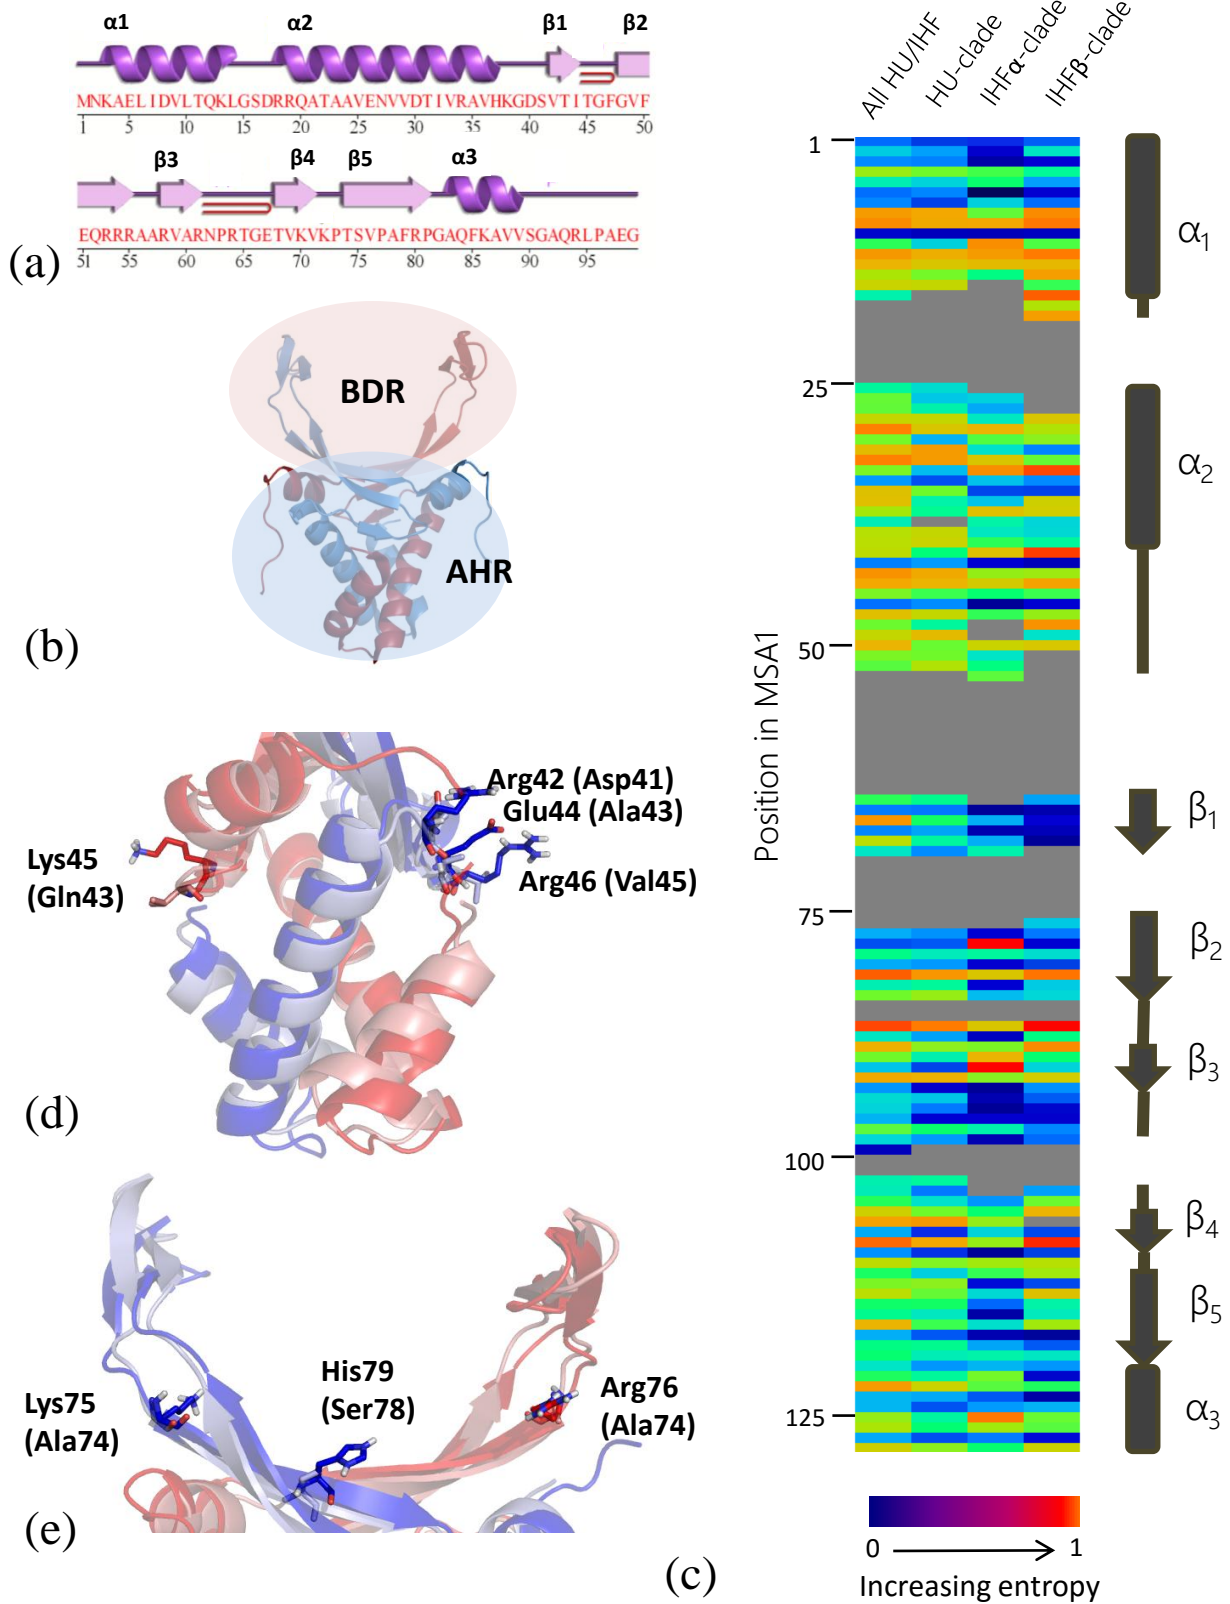 α1 α2 β1 β2
MNKAELIDVLTQKLGSDRRQATAAVENVVDTIVRAVHKGDSVTITGFGVF
1 5 10 15 20 25 30 35 40 45 50
β3 β4 β5 α3
EQRRRAARVARNPRTGETVKVKPTSVPAFRPGAQFKAVVSGAQRLPAEG
51 55 60 65 70 75 80 85 90 95
(a)
BDR
AHR
(b)
Arg42 (Asp41)
Glu44 (Ala43)
Lys45
(Gln43)
Arg46 (Val45)
(d)
His79
(Ser78)
Lys75
(Ala74)
Arg76
(Ala74)
(e)
All HU/IHF
HU-clade
IHFα-clade
IHFβ-clade
Position in MSA1
1
25
50
75
100
125
α1
α2
β1
β2
β3
β4
β5
α3
0 1
Increasing entropy
(c)